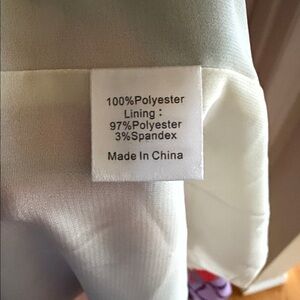 100%Polyester
Lining：
97%Polyester
3%Spandex
Made In China